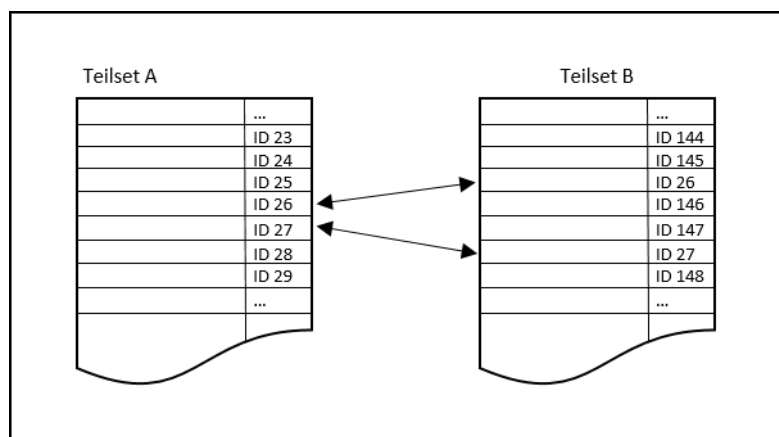 Teilset A
...
ID 23
ID 24
ID 25
ID 26
ID 27
ID 28
ID 29
...
Teilset B
...
ID 144
ID 145
ID 26
ID 146
ID 147
ID 27
ID 148
...